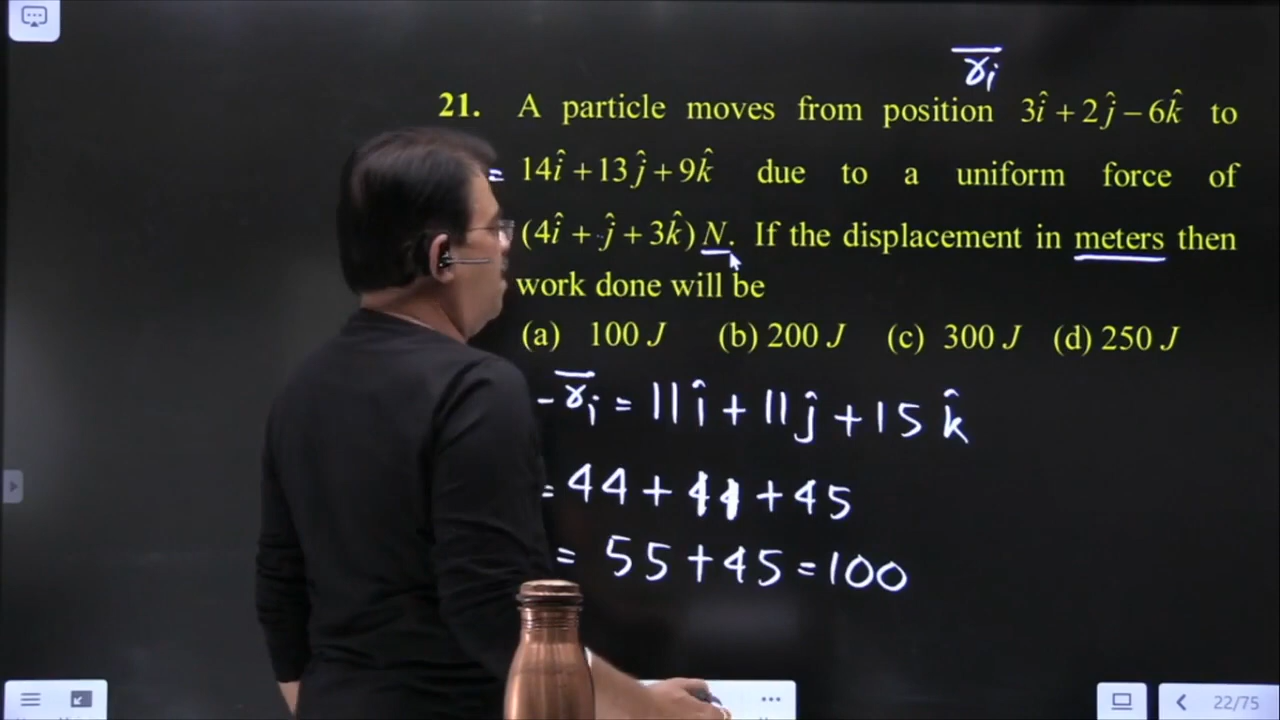 r̅ᵢ
21. A particle moves from position 3î + 2ĵ − 6k̂ to
= 14î + 13ĵ + 9k̂ due to a uniform force of
(4î + ĵ + 3k̂) N. If the displacement in meters then
work done will be
(a) 100 J (b) 200 J (c) 300 J (d) 250 J
- r̅ᵢ = 11î + 11ĵ + 15k̂
= 44 + 11 + 45
= 55 + 45 = 100
22/75